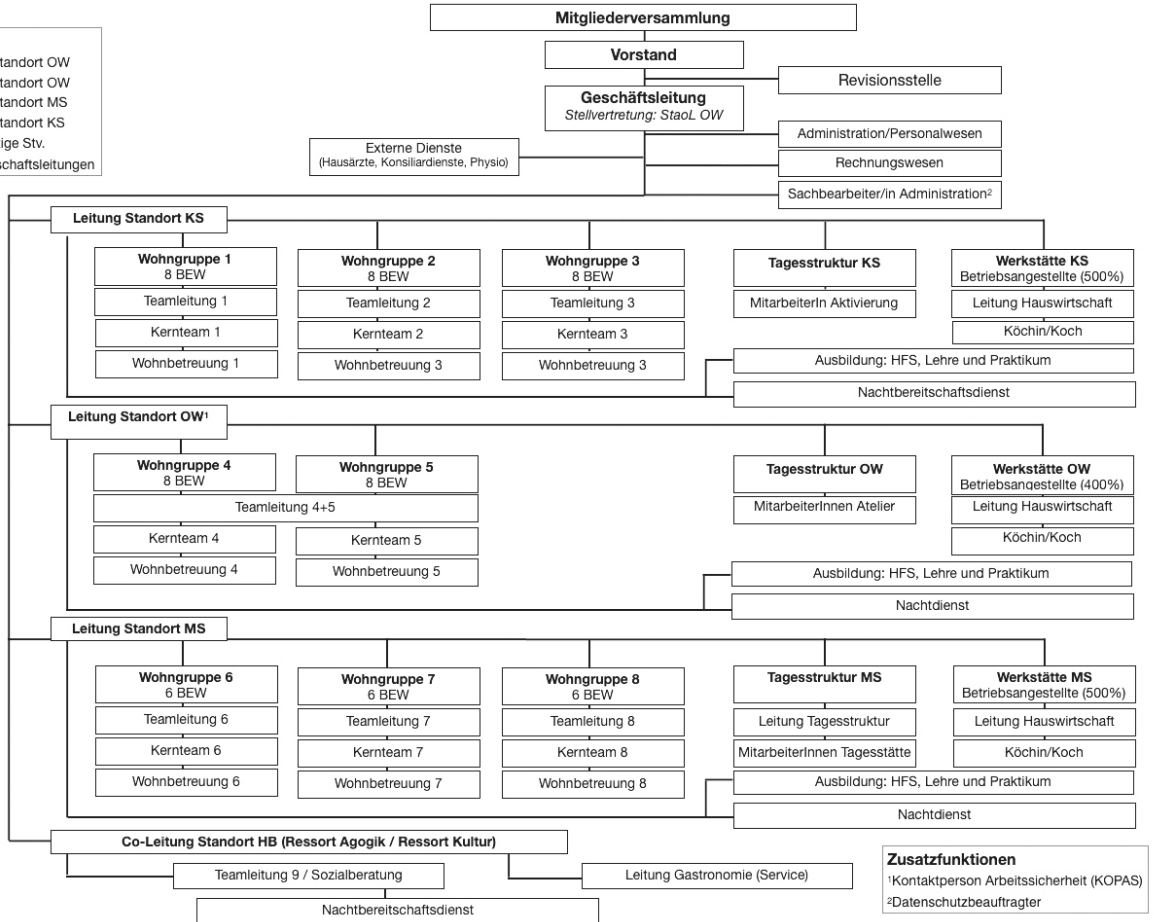 Mitgliederversammlung
Vorstand
Revisionsstelle
Geschäftsleitung
Stellvertretung: StaoL OW
Standort OW
Standort OW
Standort MS
Standort KS
Stv.
Administration/Personalwesen
Externe Dienste
(Hausärzte, Konsiliardienste, Physio)
Rechnungswesen
Sachbearbeiter/in Administration²
Leitung Standort KS
Wohngruppe 1
8 BEW
Wohngruppe 2
8 BEW
Wohngruppe 3
8 BEW
Tagesstruktur KS
Werkstätte KS
Betriebsangestellte (500%)
Teamleitung 1
Teamleitung 2
Teamleitung 3
MitarbeiterIn Aktivierung
Leitung Hauswirtschaft
Kernteam 1
Kernteam 2
Kernteam 3
Köchin/Koch
Wohnbetreuung 1
Wohnbetreuung 3
Wohnbetreuung 3
Ausbildung: HFS, Lehre und Praktikum
Nachtbereitschaftsdienst
Leitung Standort OW¹
Wohngruppe 4
8 BEW
Wohngruppe 5
8 BEW
Tagesstruktur OW
Werkstätte OW
Betriebsangestellte (400%)
Teamleitung 4+5
MitarbeiterInnen Atelier
Leitung Hauswirtschaft
Kernteam 4
Kernteam 5
Köchin/Koch
Wohnbetreuung 4
Wohnbetreuung 5
Ausbildung: HFS, Lehre und Praktikum
Nachtdienst
Leitung Standort MS
Wohngruppe 6
6 BEW
Wohngruppe 7
6 BEW
Wohngruppe 8
6 BEW
Tagesstruktur MS
Werkstätte MS
Betriebsangestellte (500%)
Teamleitung 6
Teamleitung 7
Teamleitung 8
Leitung Tagesstruktur
Leitung Hauswirtschaft
Kernteam 6
Kernteam 7
Kernteam 8
MitarbeiterInnen Tagesstätte
Köchin/Koch
Wohnbetreuung 6
Wohnbetreuung 7
Wohnbetreuung 8
Ausbildung: HFS, Lehre und Praktikum
Nachtdienst
Co-Leitung Standort HB (Ressort Agogik / Ressort Kultur)
Teamleitung 9 / Sozialberatung
Leitung Gastronomie (Service)
Nachtbereitschaftsdienst
Zusatzfunktionen
¹Kontaktperson Arbeitssicherheit (KOPAS)
²Datenschutzbeauftragter